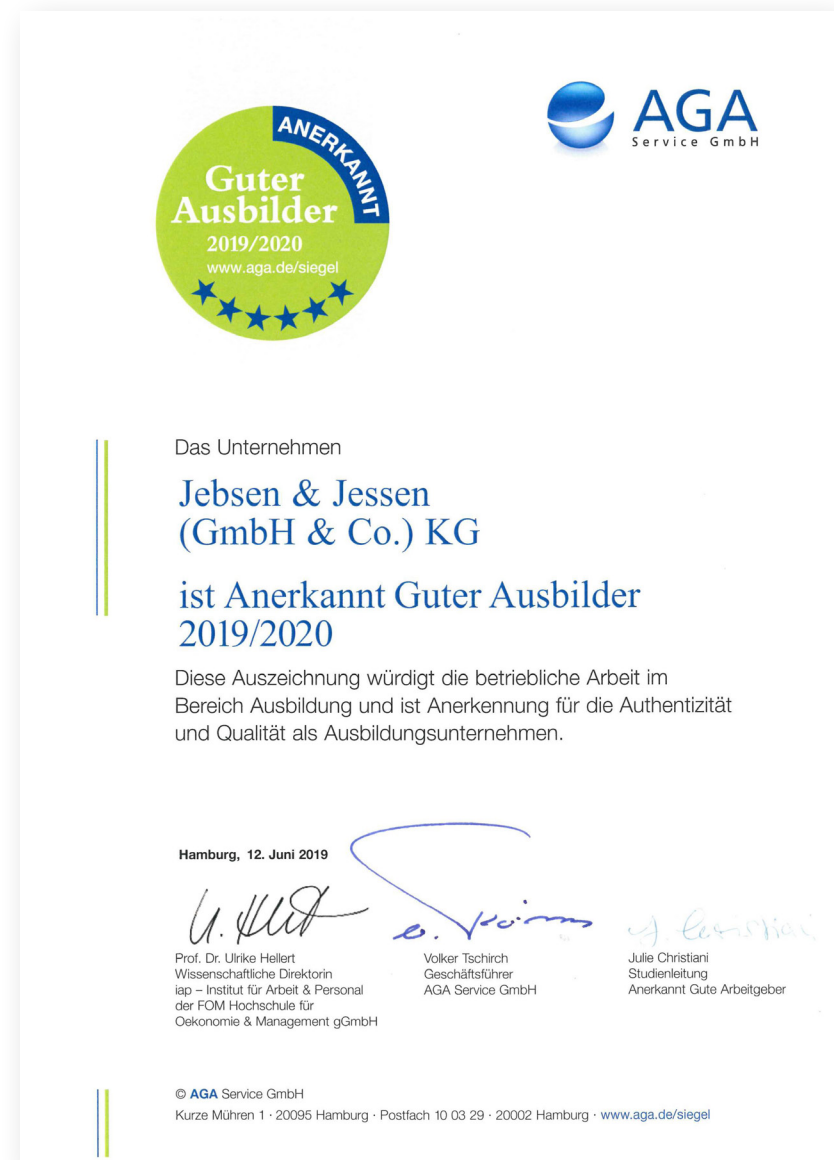 ANERKANNT
Guter
Ausbilder
2019/2020
www.aga.de/siegel
AGA
Service GmbH
Das Unternehmen
Jebsen & Jessen
(GmbH & Co.) KG
ist Anerkannt Guter Ausbilder
2019/2020
Diese Auszeichnung würdigt die betriebliche Arbeit im
Bereich Ausbildung und ist Anerkennung für die Authentizität
und Qualität als Ausbildungsunternehmen.
Hamburg, 12. Juni 2019
Prof. Dr. Ulrike Hellert
Wissenschaftliche Direktorin
iap – Institut für Arbeit & Personal
der FOM Hochschule für
Oekonomie & Management gGmbH
Volker Tschirch
Geschäftsführer
AGA Service GmbH
Julie Christiani
Studienleitung
Anerkannt Gute Arbeitgeber
© AGA Service GmbH
Kurze Mühren 1 · 20095 Hamburg · Postfach 10 03 29 · 20002 Hamburg · www.aga.de/siegel